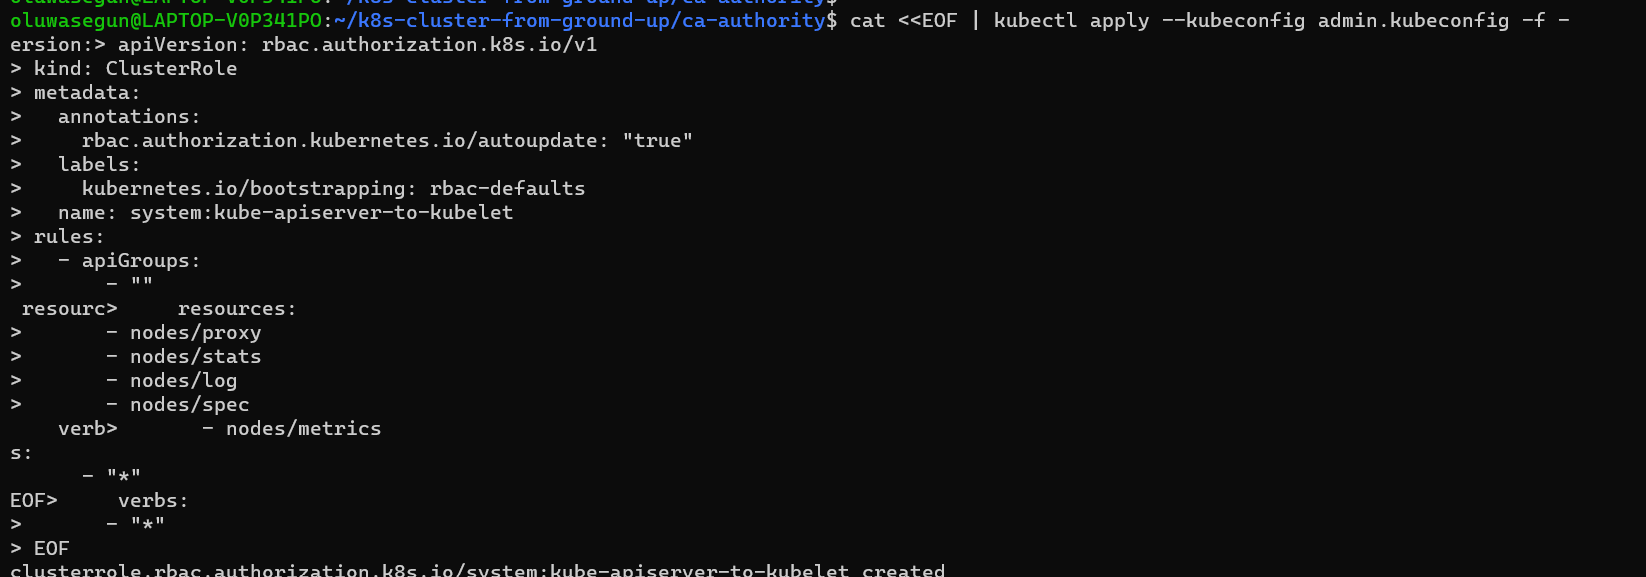 oluwasegun@LAPTOP-V0P341PO:~/k8s-cluster-from-ground-up/ca-authority$
oluwasegun@LAPTOP-V0P341PO:~/k8s-cluster-from-ground-up/ca-authority$ cat <<EOF | kubectl apply --kubeconfig admin.kubeconfig -f -
ersion:> apiVersion: rbac.authorization.k8s.io/v1
> kind: ClusterRole
> metadata:
>   annotations:
>     rbac.authorization.kubernetes.io/autoupdate: "true"
>   labels:
>     kubernetes.io/bootstrapping: rbac-defaults
>   name: system:kube-apiserver-to-kubelet
> rules:
>   - apiGroups:
>       - ""
 resourc>     resources:
>       - nodes/proxy
>       - nodes/stats
>       - nodes/log
>       - nodes/spec
    verb>       - nodes/metrics
s:
      - "*"
EOF>     verbs:
>       - "*"
> EOF
clusterrole.rbac.authorization.k8s.io/system:kube-apiserver-to-kubelet created